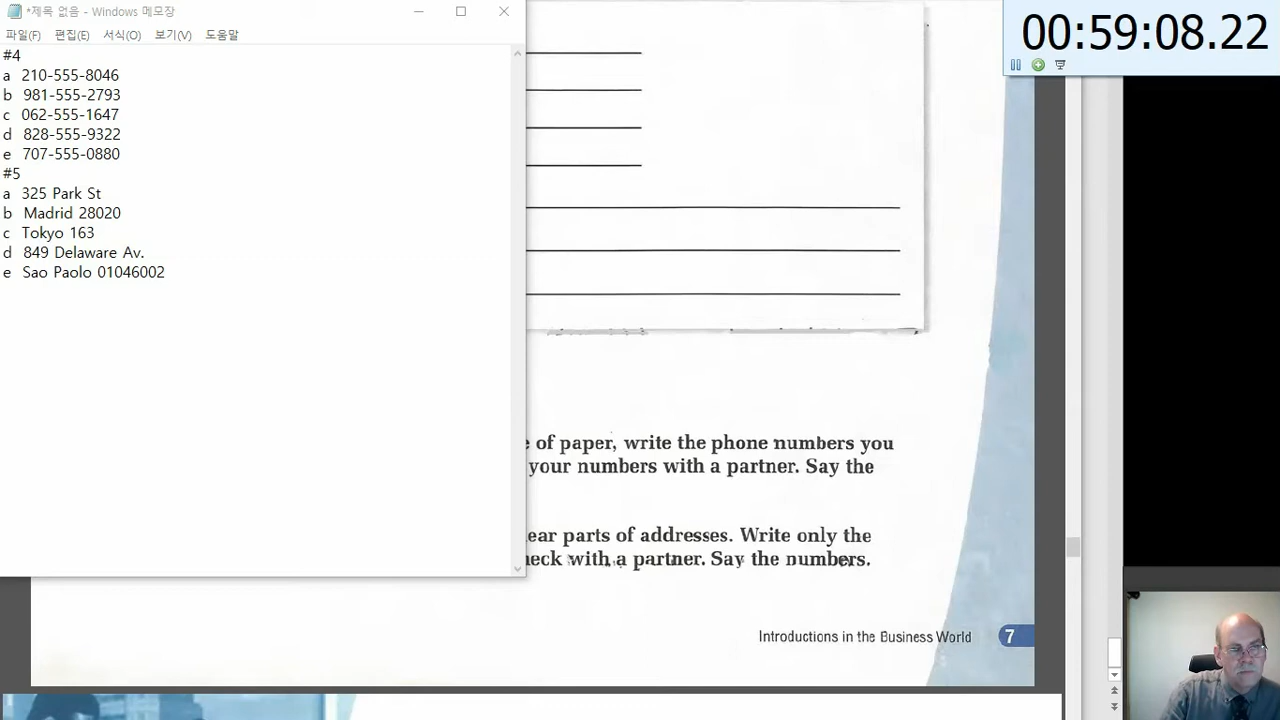 *제목 없음 - Windows 메모장
파일(F) 편집(E) 서식(O) 보기(V) 도움말
#4
a 210-555-8046
b 981-555-2793
c 062-555-1647
d 828-555-9322
e 707-555-0880
#5
a 325 Park St
b Madrid 28020
c Tokyo 163
d 849 Delaware Av.
e Sao Paolo 01046002
00:59:08.22
of paper, write the phone numbers you
your numbers with a partner. Say the
ear parts of addresses. Write only the
heck with a partner. Say the numbers.
Introductions in the Business World 7